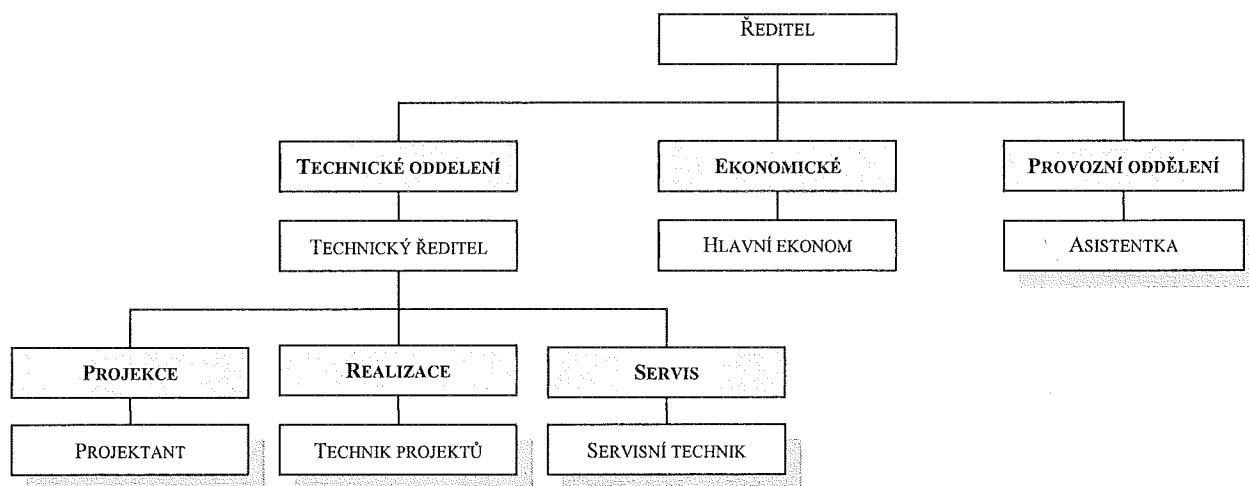 ŘEDITEL
TECHNICKÉ ODDELENÍ
EKONOMICKÉ
PROVOZNÍ ODDĚLENÍ
TECHNICKÝ ŘEDITEL
HLAVNÍ EKONOM
ASISTENTKA
PROJEKCE
REALIZACE
SERVIS
PROJEKTANT
TECHNIK PROJEKTŮ
SERVISNÍ TECHNIK